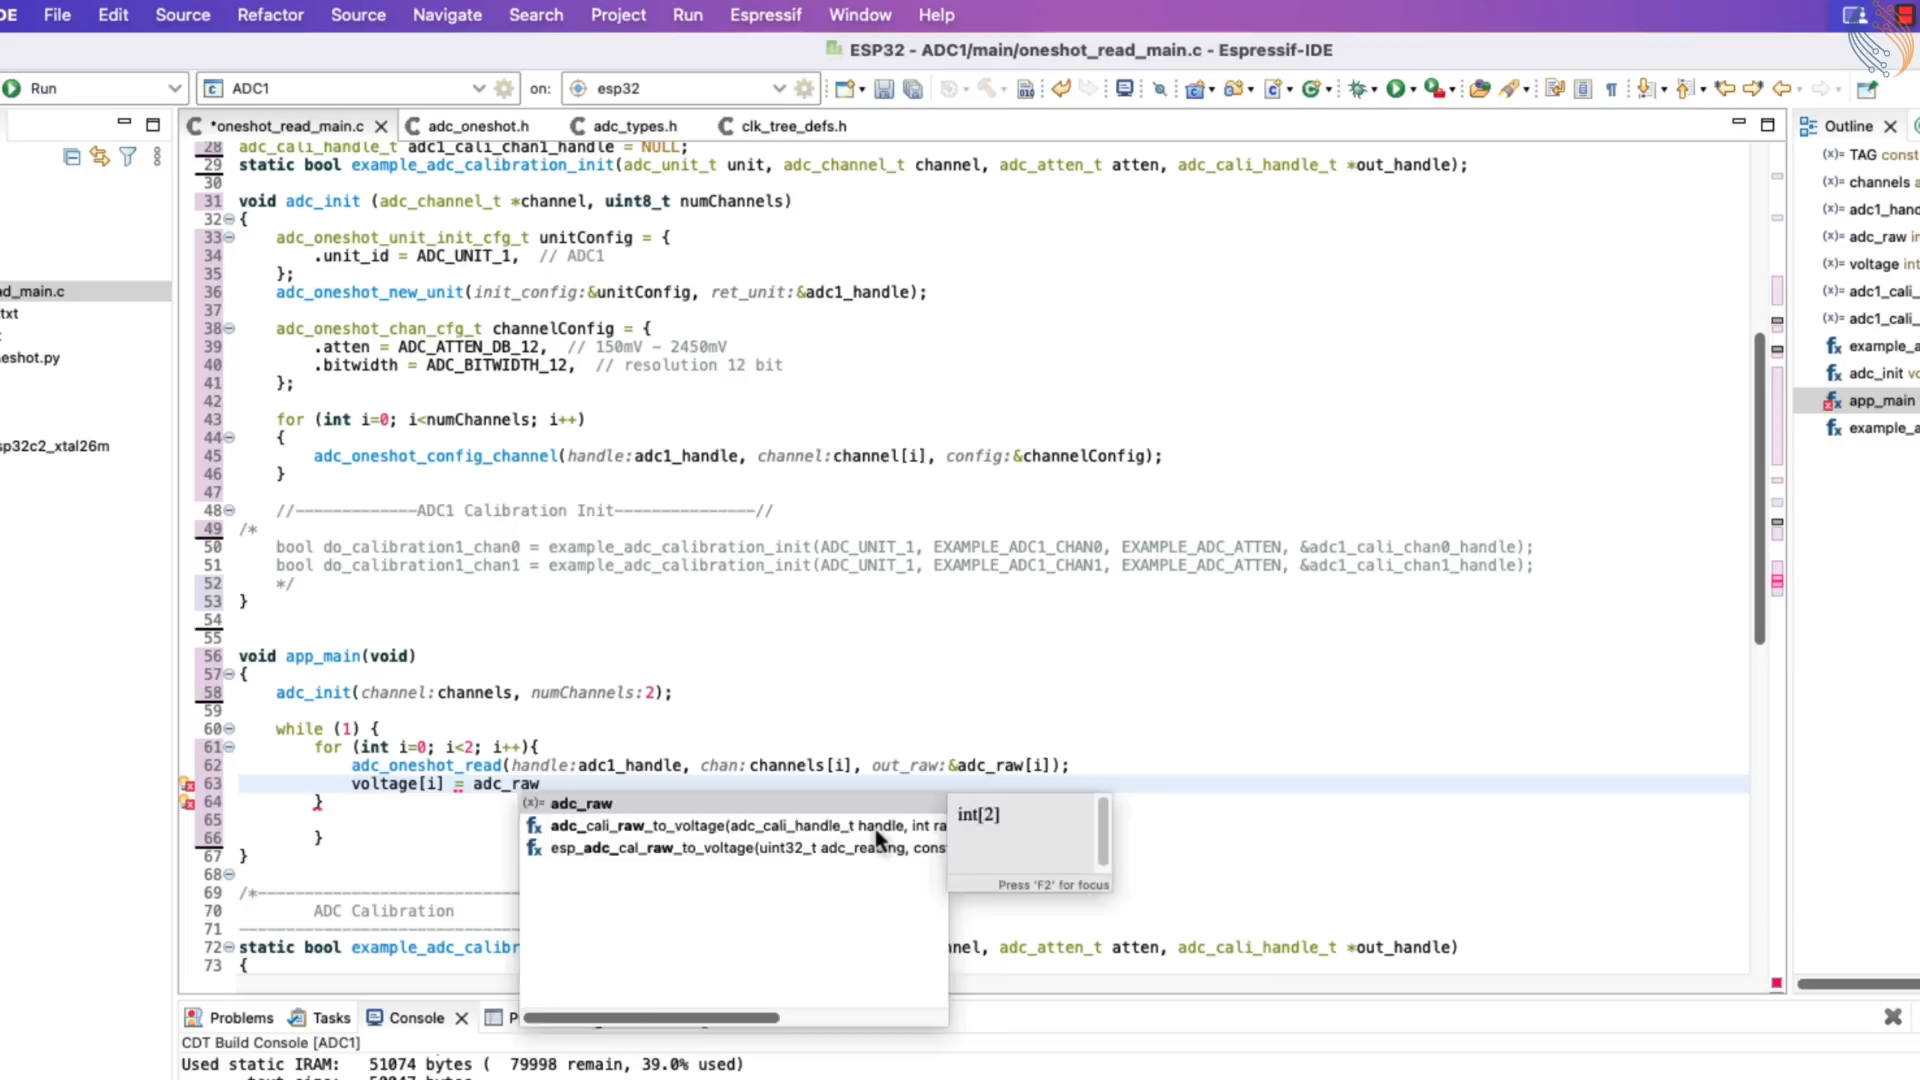 DE File Edit Source Refactor Source Navigate Search Project Run Espressif Window Help
ESP32 - ADC1/main/oneshot_read_main.c - Espressif-IDE
Run ADC1 on: esp32
*oneshot_read_main.c adc_oneshot.h adc_types.h clk_tree_defs.h
28 adc_cali_handle_t adc1_cali_chan1_handle = NULL;
29 static bool example_adc_calibration_init(adc_unit_t unit, adc_channel_t channel, adc_atten_t atten, adc_cali_handle_t *out_handle);
30
31 void adc_init (adc_channel_t *channel, uint8_t numChannels)
32 {
33 adc_oneshot_unit_init_cfg_t unitConfig = {
34 .unit_id = ADC_UNIT_1, // ADC1
35 };
36 adc_oneshot_new_unit(init_config:&unitConfig, ret_unit:&adc1_handle);
37
38 adc_oneshot_chan_cfg_t channelConfig = {
39 .atten = ADC_ATTEN_DB_12, // 150mV – 2450mV
40 .bitwidth = ADC_BITWIDTH_12, // resolution 12 bit
41 };
42
43 for (int i=0; i<numChannels; i++)
44 {
45 adc_oneshot_config_channel(handle:adc1_handle, channel:channel[i], config:&channelConfig);
46 }
47
48 //-------------ADC1 Calibration Init---------------//
49 /*
50 bool do_calibration1_chan0 = example_adc_calibration_init(ADC_UNIT_1, EXAMPLE_ADC1_CHAN0, EXAMPLE_ADC_ATTEN, &adc1_cali_chan0_handle);
51 bool do_calibration1_chan1 = example_adc_calibration_init(ADC_UNIT_1, EXAMPLE_ADC1_CHAN1, EXAMPLE_ADC_ATTEN, &adc1_cali_chan1_handle);
52 */
53 }
54
55
56 void app_main(void)
57 {
58 adc_init(channel:channels, numChannels:2);
59
60 while (1) {
61 for (int i=0; i<2; i++){
62 adc_oneshot_read(handle:adc1_handle, chan:channels[i], out_raw:&adc_raw[i]);
63 voltage[i] = adc_raw
64 }
65
66 }
67 }
68
69 /*------------------------------
70 ADC Calibration
71 ------------------------------
72 static bool example_adc_calibr nnel, adc_atten_t atten, adc_cali_handle_t *out_handle)
73 {
(x)= adc_raw
adc_cali_raw_to_voltage(adc_cali_handle_t handle, int ra
esp_adc_cal_raw_to_voltage(uint32_t adc_reading, cons
int[2]
Press 'F2' for focus
ad_main.c
txt
eshot.py
sp32c2_xtal26m
Outline
(x)= TAG const
(x)= channels a
(x)= adc1_hand
(x)= adc_raw in
(x)= voltage int
(x)= adc1_cali_
(x)= adc1_cali_
example_a
adc_init vo
app_main
example_a
Problems Tasks Console
CDT Build Console [ADC1]
Used static IRAM: 51074 bytes ( 79998 remain, 39.0% used)